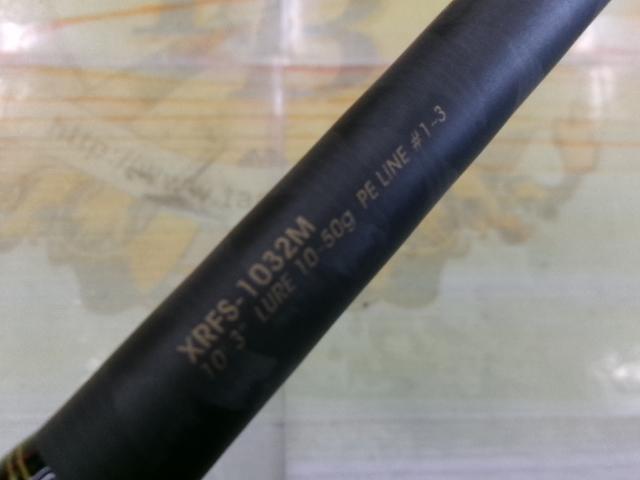 XRFS-1032M
10'3" LURE 10-50g PE LINE #1-3